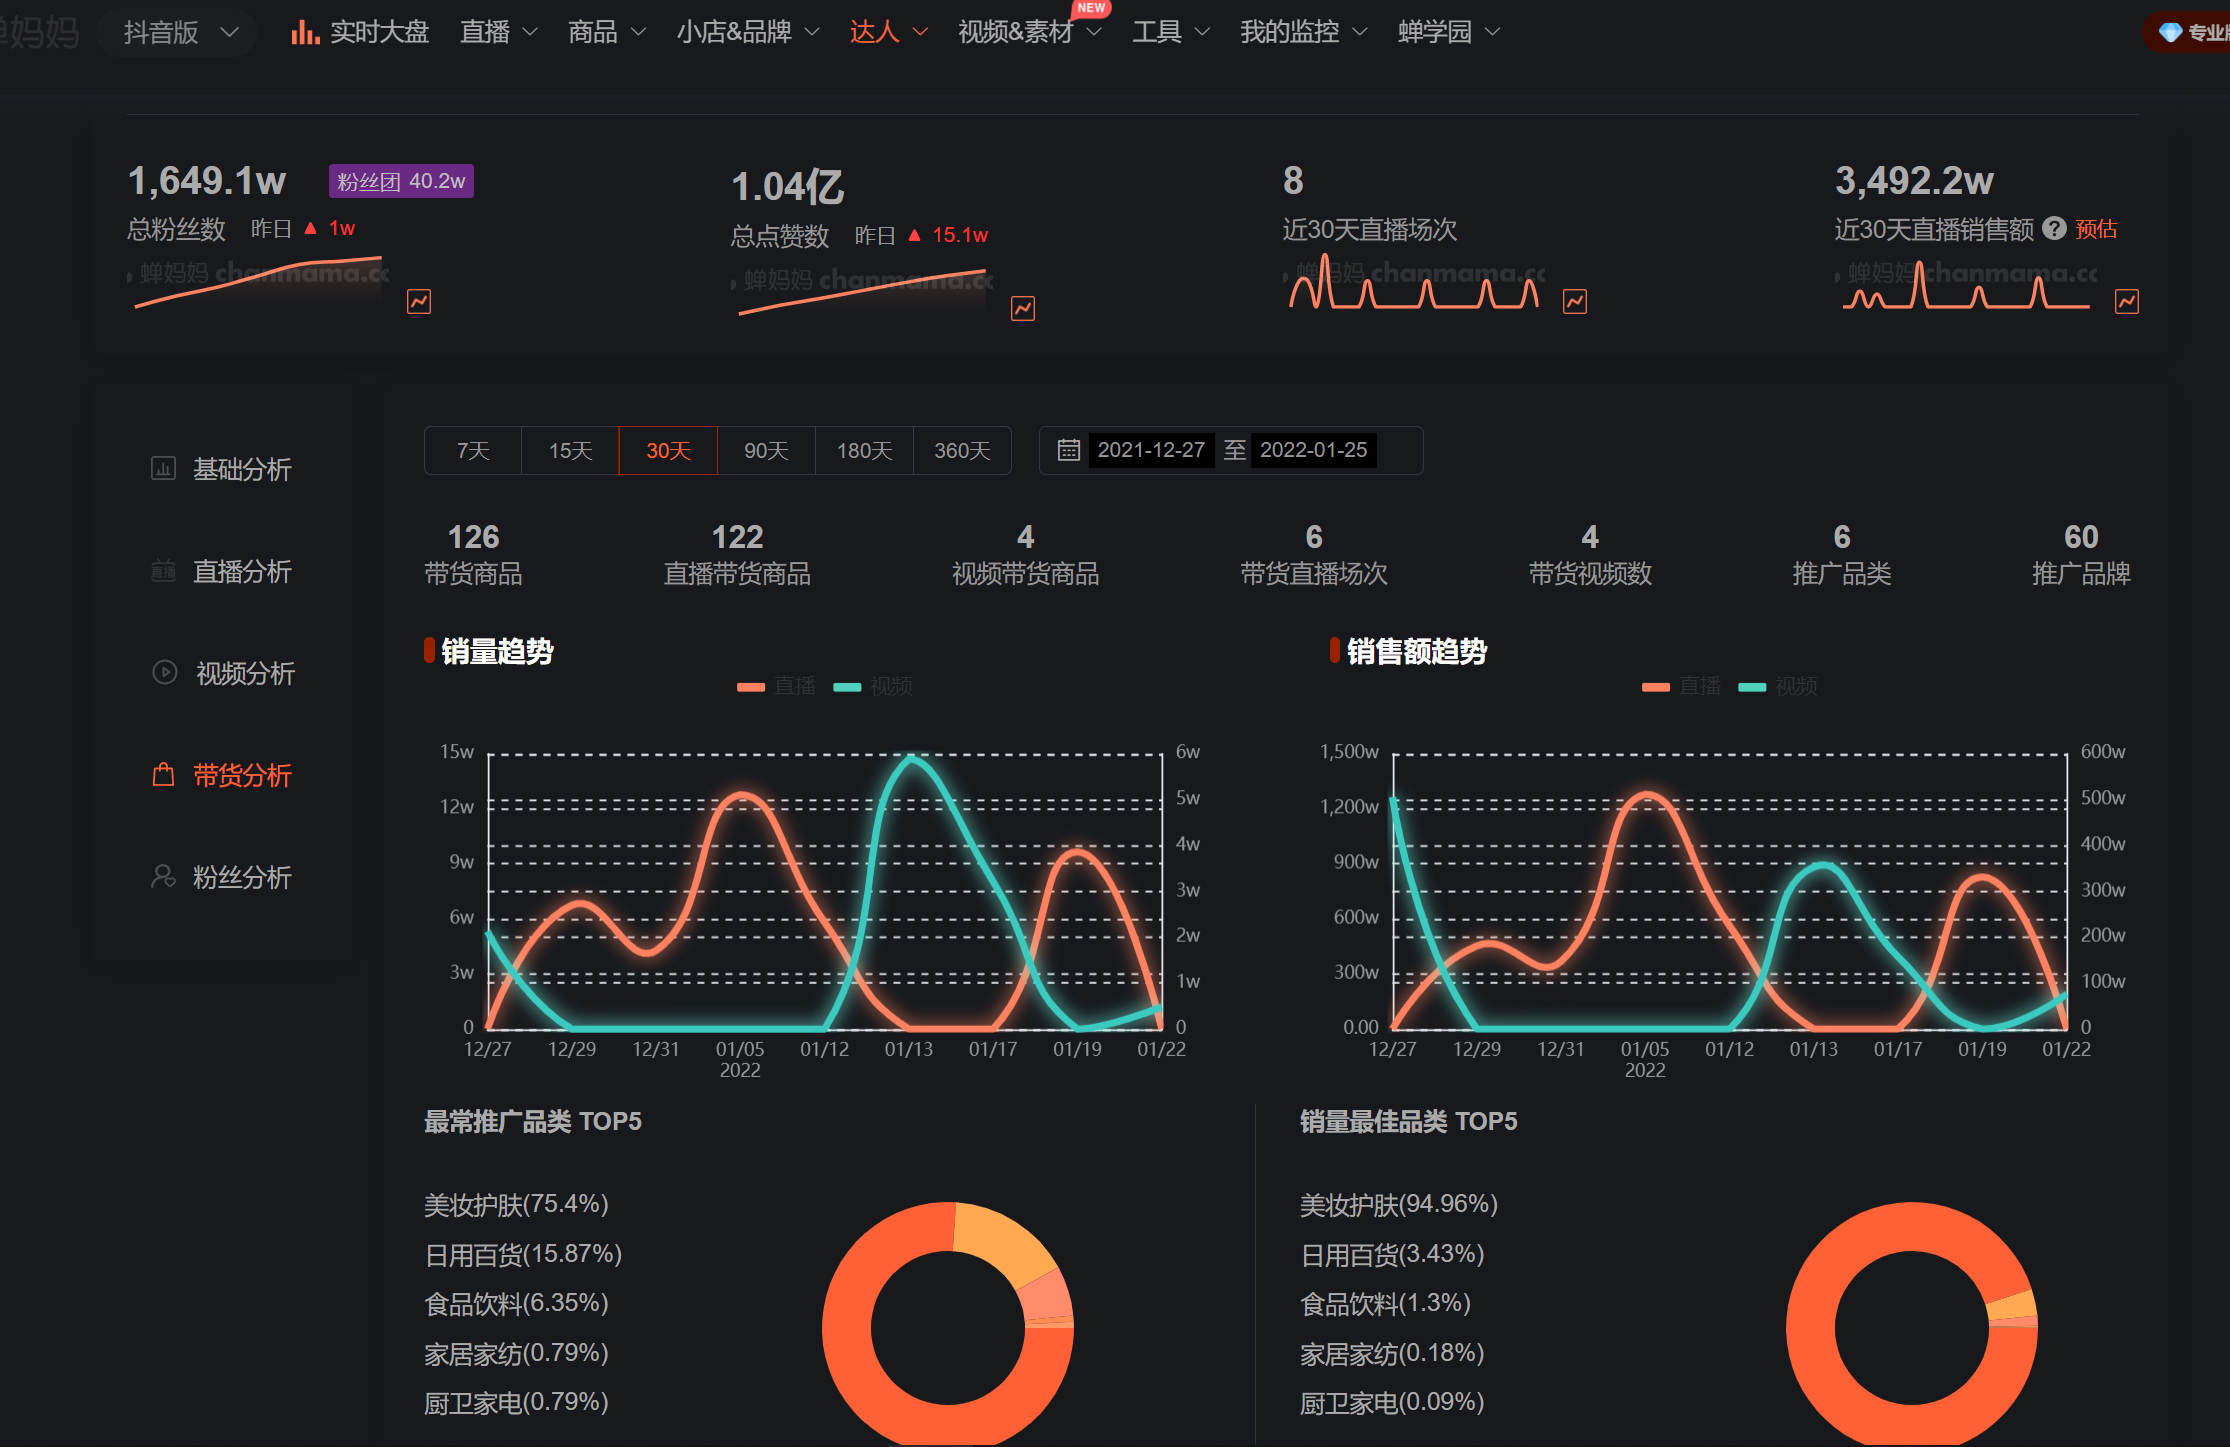 蝉妈妈 抖音版 实时大盘 直播 商品 小店&品牌 达人 视频&素材 NEW 工具 我的监控 蝉学园 专业版
1,649.1w 粉丝团 40.2w
总粉丝数 昨日 ▲ 1w
蝉妈妈 chanmama.cc
1.04亿
总点赞数 昨日 ▲ 15.1w
蝉妈妈 chanmama.cc
8
近30天直播场次
蝉妈妈 chanmama.cc
3,492.2w
近30天直播销售额 ? 预估
蝉妈妈 chanmama.cc
基础分析
直播分析
视频分析
带货分析
粉丝分析
7天 15天 30天 90天 180天 360天 2021-12-27 至 2022-01-25
126 122 4 6 4 6 60
带货商品 直播带货商品 视频带货商品 带货直播场次 带货视频数 推广品类 推广品牌
销量趋势
直播 视频
15w 6w
5w
12w
4w
9w
3w
6w
2w
3w
1w
0 0
12/27 12/29 12/31 01/05 01/12 01/13 01/17 01/19 01/22
2022
销售额趋势
直播 视频
1,500w 600w
500w
1,200w
400w
900w
300w
600w
200w
300w
100w
0.00 0
12/27 12/29 12/31 01/05 01/12 01/13 01/17 01/19 01/22
2022
最常推广品类 TOP5
美妆护肤(75.4%)
日用百货(15.87%)
食品饮料(6.35%)
家居家纺(0.79%)
厨卫家电(0.79%)
销量最佳品类 TOP5
美妆护肤(94.96%)
日用百货(3.43%)
食品饮料(1.3%)
家居家纺(0.18%)
厨卫家电(0.09%)